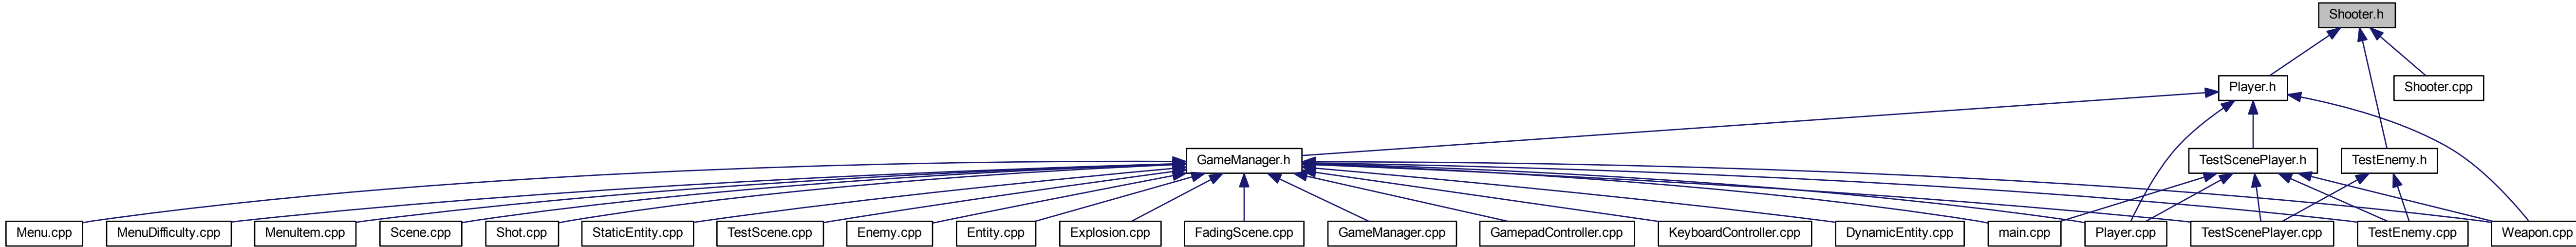 Shooter.h
Player.h
Shooter.cpp
GameManager.h
TestScenePlayer.h
TestEnemy.h
Menu.cpp
MenuDifficulty.cpp
MenuItem.cpp
Scene.cpp
Shot.cpp
StaticEntity.cpp
TestScene.cpp
Enemy.cpp
Entity.cpp
Explosion.cpp
FadingScene.cpp
GameManager.cpp
GamepadController.cpp
KeyboardController.cpp
DynamicEntity.cpp
main.cpp
Player.cpp
TestScenePlayer.cpp
TestEnemy.cpp
Weapon.cpp